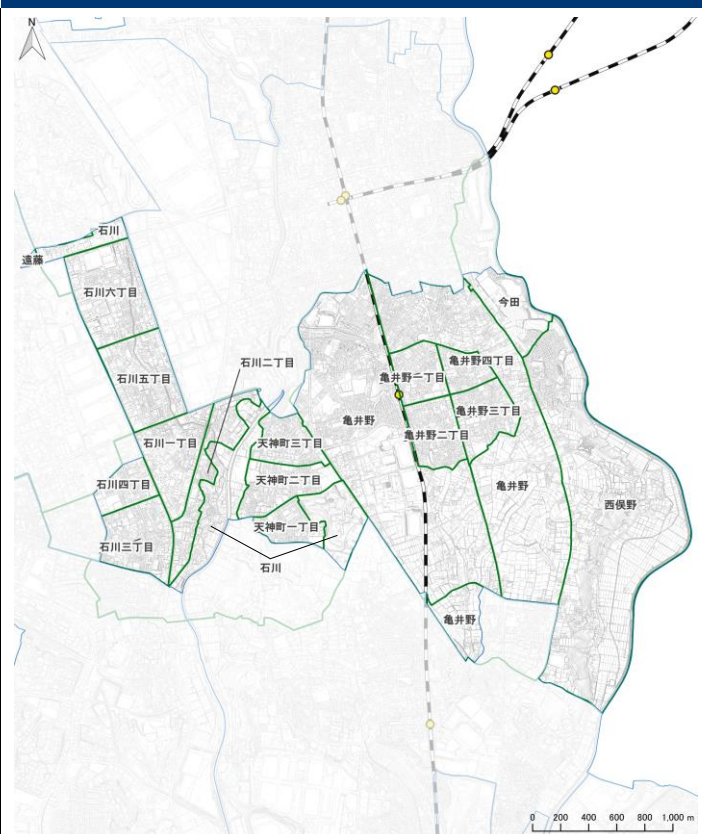 N
石川
遠藤
石川六丁目
今田
石川五丁目
石川二丁目
亀井野四丁目
亀井野一丁目
亀井野三丁目
亀井野
亀井野二丁目
石川一丁目
天神町三丁目
石川四丁目
天神町二丁目
亀井野
西俣野
天神町一丁目
石川三丁目
石川
亀井野
0 200 400 600 800 1,000 m